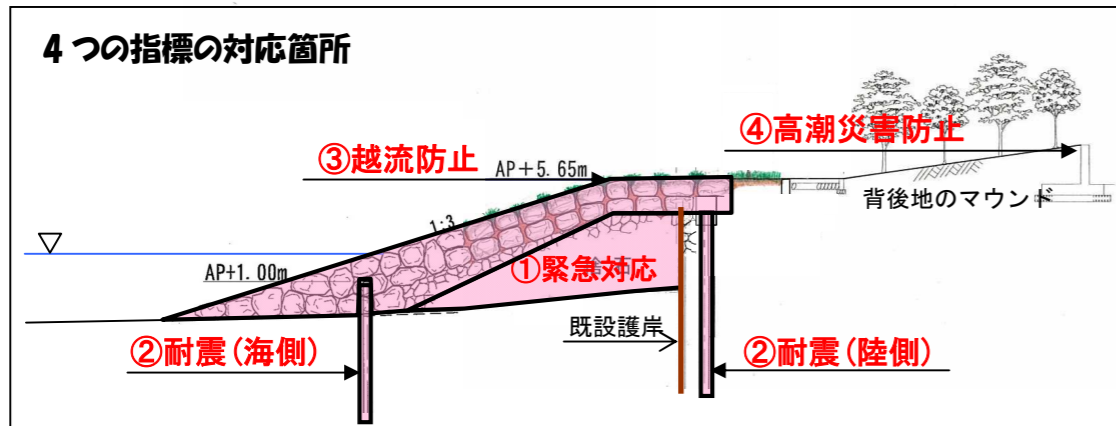 4つの指標の対応箇所
④高潮災害防止
③越流防止
AP+5.65m
背後地のマウンド
1:3
AP+1.00m
①緊急対応
既設護岸
②耐震(海側)
②耐震(陸側)